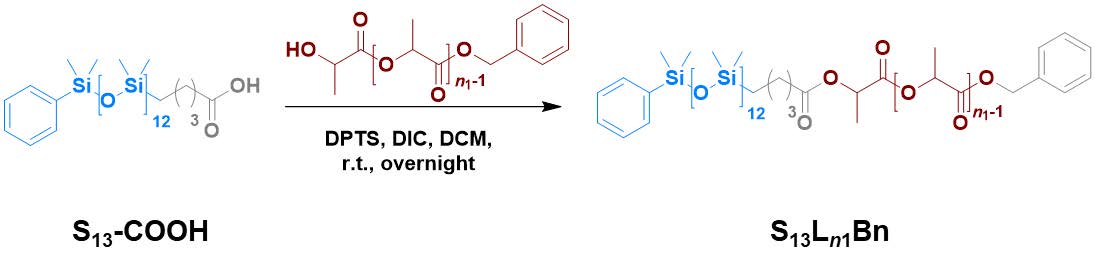 HO
O
O
O
O
n1-1
Si
Si
O
12
3
OH
O
DPTS, DIC, DCM,
r.t., overnight
Si
Si
O
12
3
O
O
O
O
O
O
n1-1
S13-COOH
S13Ln1Bn